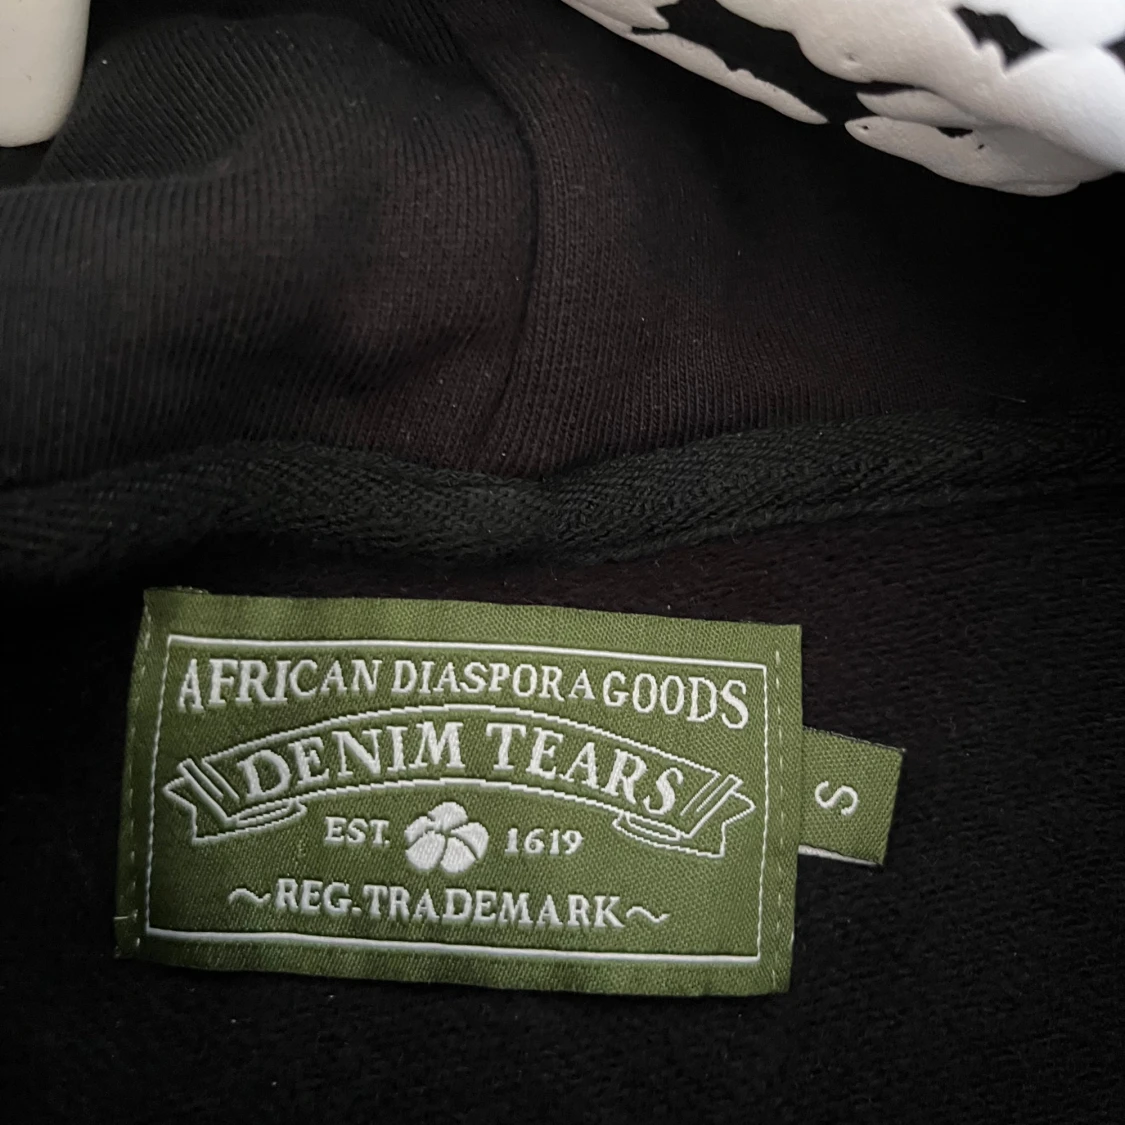 AFRICAN DIASPORA GOODS
DENIM TEARS
EST. 1619
~REG.TRADEMARK~
S